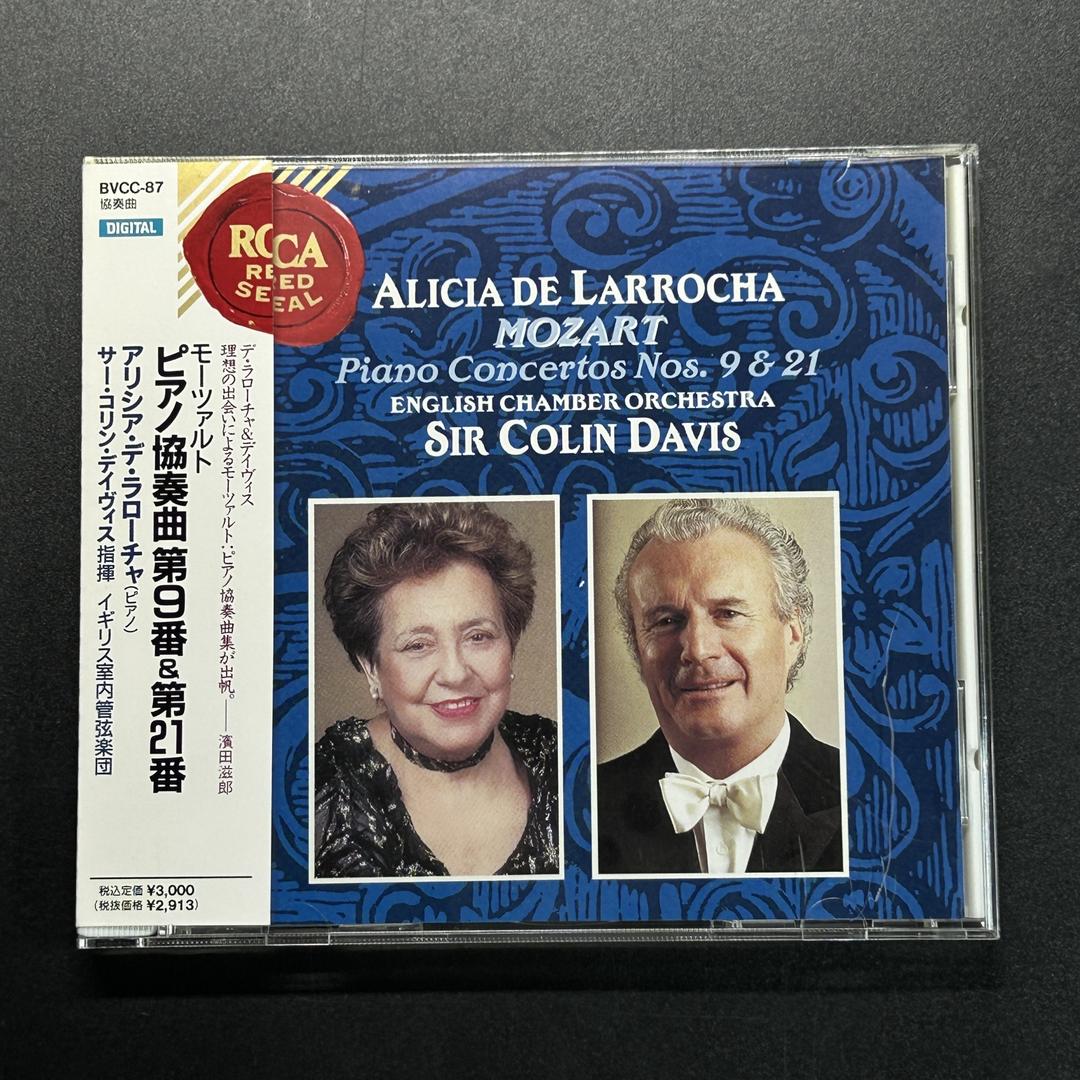 BVCC-87
協奏曲
DIGITAL
RCCA
RERED
SESEAL
デ・ラローチャ&デイヴィス
理想の出会いによるモーツァルト:ピアノ協奏曲集が出帆。——濱田滋郎
モーツァルト
ピアノ協奏曲 第9番&第21番
アリシア・デ・ラローチャ(ピアノ)
サー・コリン・デイヴィス指揮 イギリス室内管弦楽団
税込定価 ¥3,000
(税抜価格 ¥2,913)
ALICIA DE LARROCHA
MOZART
Piano Concertos Nos. 9 & 21
ENGLISH CHAMBER ORCHESTRA
SIR COLIN DAVIS